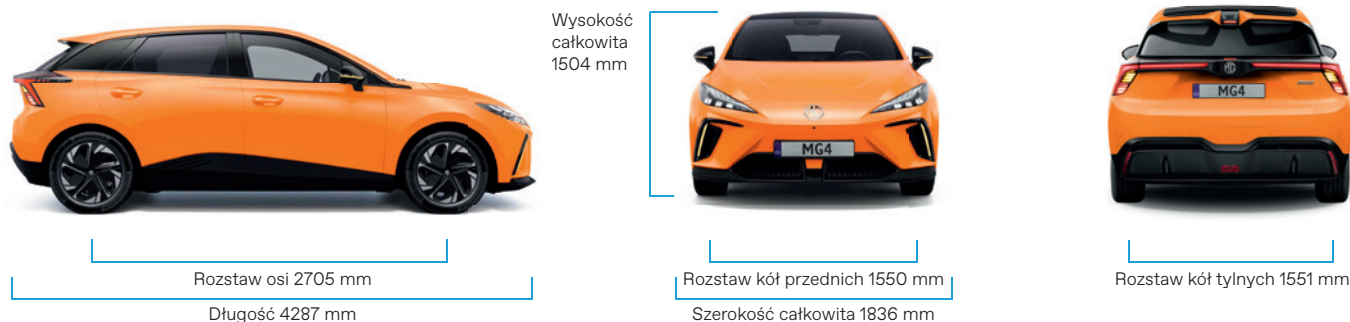 Wysokość
całkowita
1504 mm
MG4
MG4
Rozstaw osi 2705 mm
Długość 4287 mm
Rozstaw kół przednich 1550 mm
Szerokość całkowita 1836 mm
Rozstaw kół tylnych 1551 mm